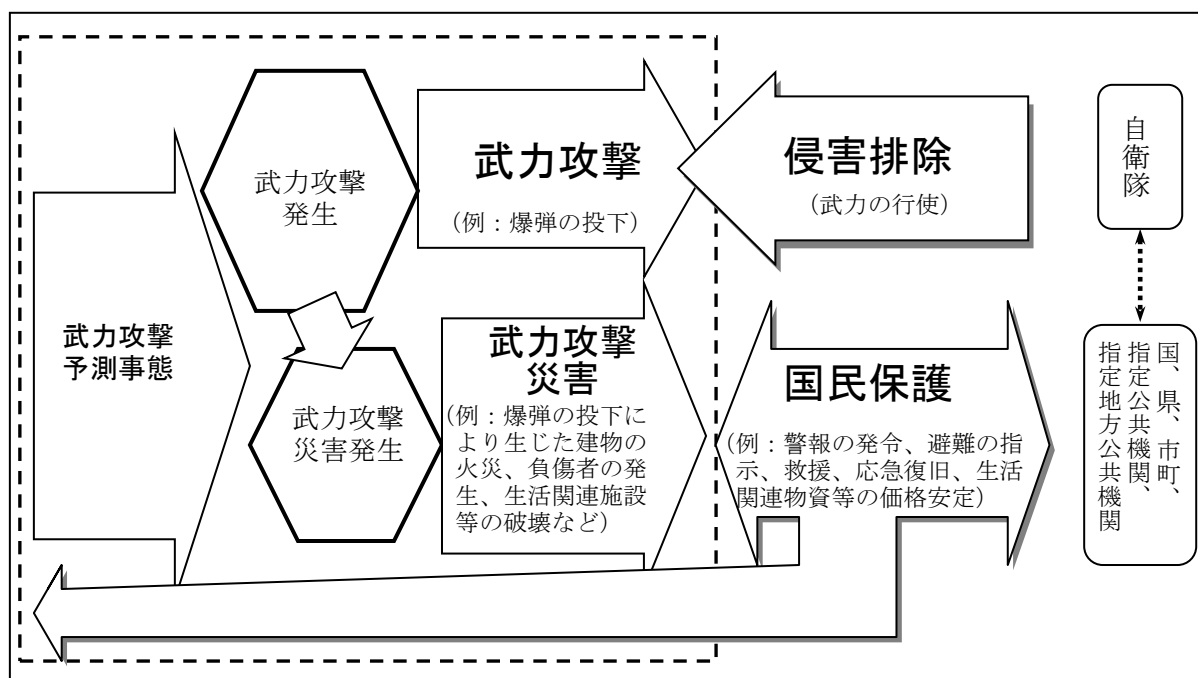 武力攻撃
予測事態
武力攻撃
発生
武力攻撃
災害発生
武力攻撃
（例：爆弾の投下）
武力攻撃
災害
（例：爆弾の投下に
より生じた建物の
火災、負傷者の発
生、生活関連施設
等の破壊など）
侵害排除
（武力の行使）
国民保護
（例：警報の発令、避難の指
示、救援、応急復旧、生活
関連物資等の価格安定）
自衛隊
国、県、市町、
指定公共機関、
指定地方公共機関